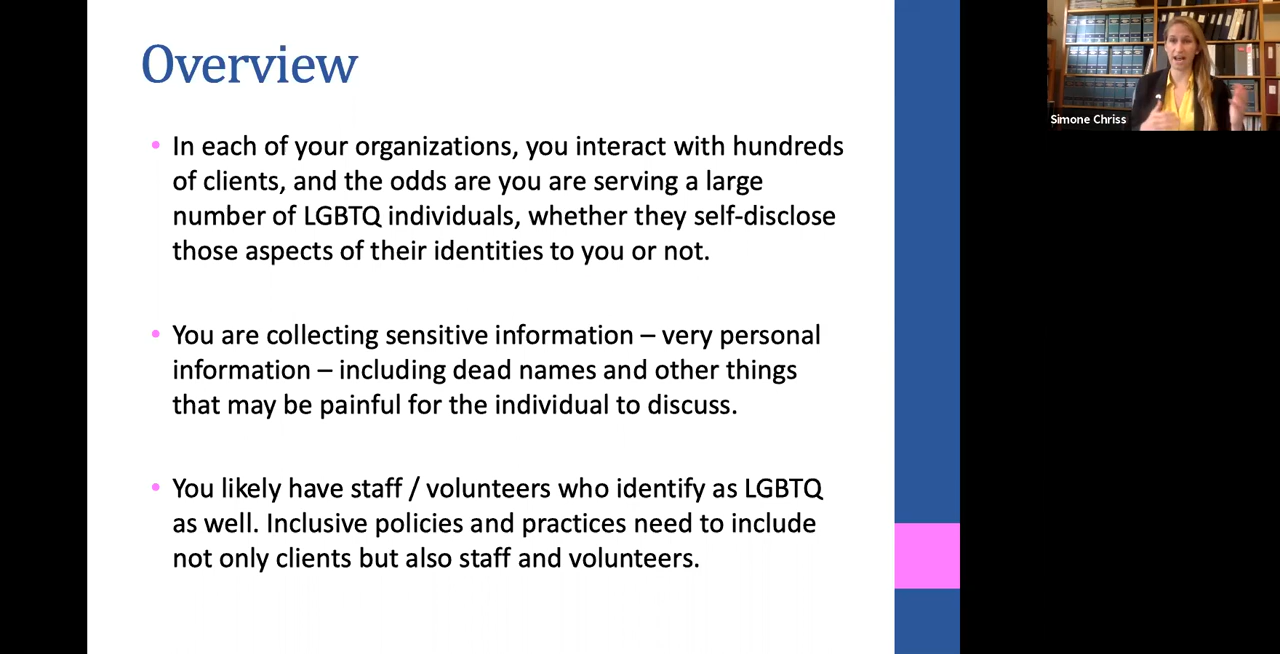 Overview
• In each of your organizations, you interact with hundreds
of clients, and the odds are you are serving a large
number of LGBTQ individuals, whether they self-disclose
those aspects of their identities to you or not.
• You are collecting sensitive information – very personal
information – including dead names and other things
that may be painful for the individual to discuss.
• You likely have staff / volunteers who identify as LGBTQ
as well. Inclusive policies and practices need to include
not only clients but also staff and volunteers.
Simone Chriss